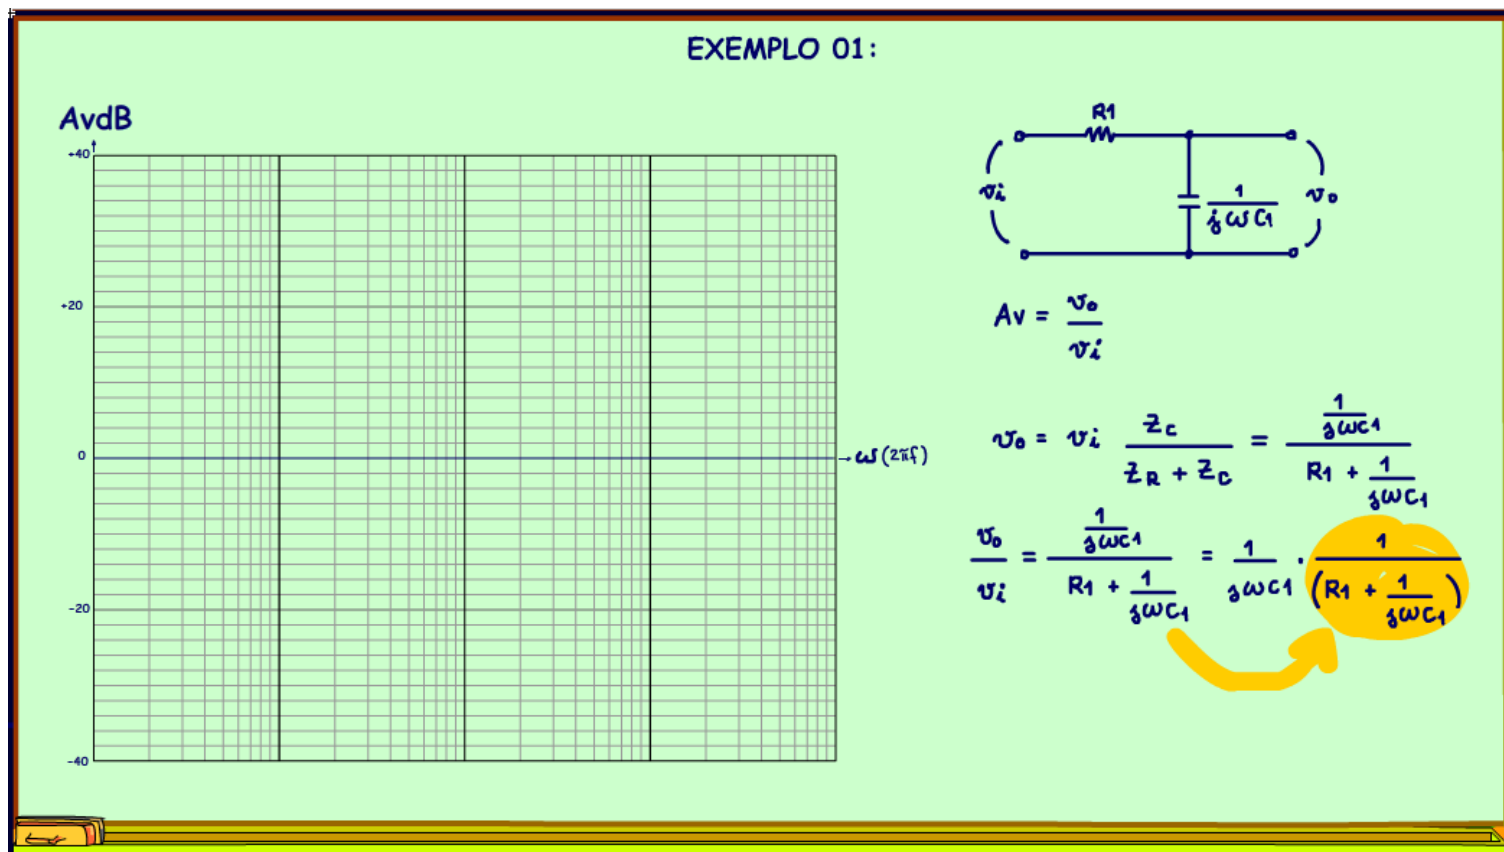 EXEMPLO 01:
AvdB
+40
+20
0
-20
-40
ω(2πf)
R1
vi
1/jωC1
vo
Av = vo/vi
vo = vi ZC/(ZR + ZC) = (1/jωC1)/(R1 + 1/jωC1)
vo/vi = (1/jωC1)/(R1 + 1/jωC1) = 1/jωC1 . 1/(R1 + 1/jωC1)